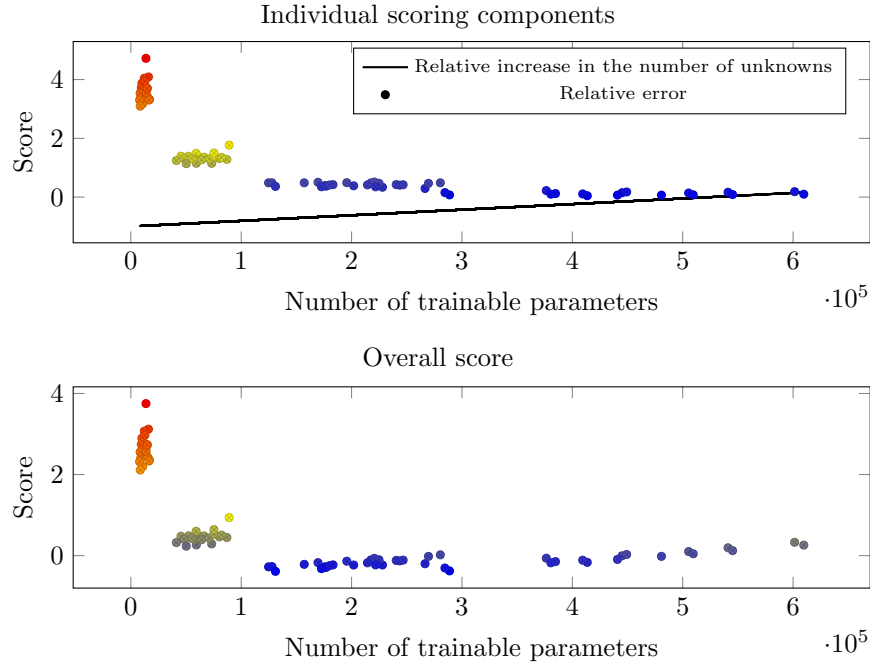 Individual scoring components
4
2
0
Score
Relative increase in the number of unknowns
Relative error
0 1 2 3 4 5 6
Number of trainable parameters
·10^5
Overall score
4
2
0
Score
0 1 2 3 4 5 6
Number of trainable parameters
·10^5